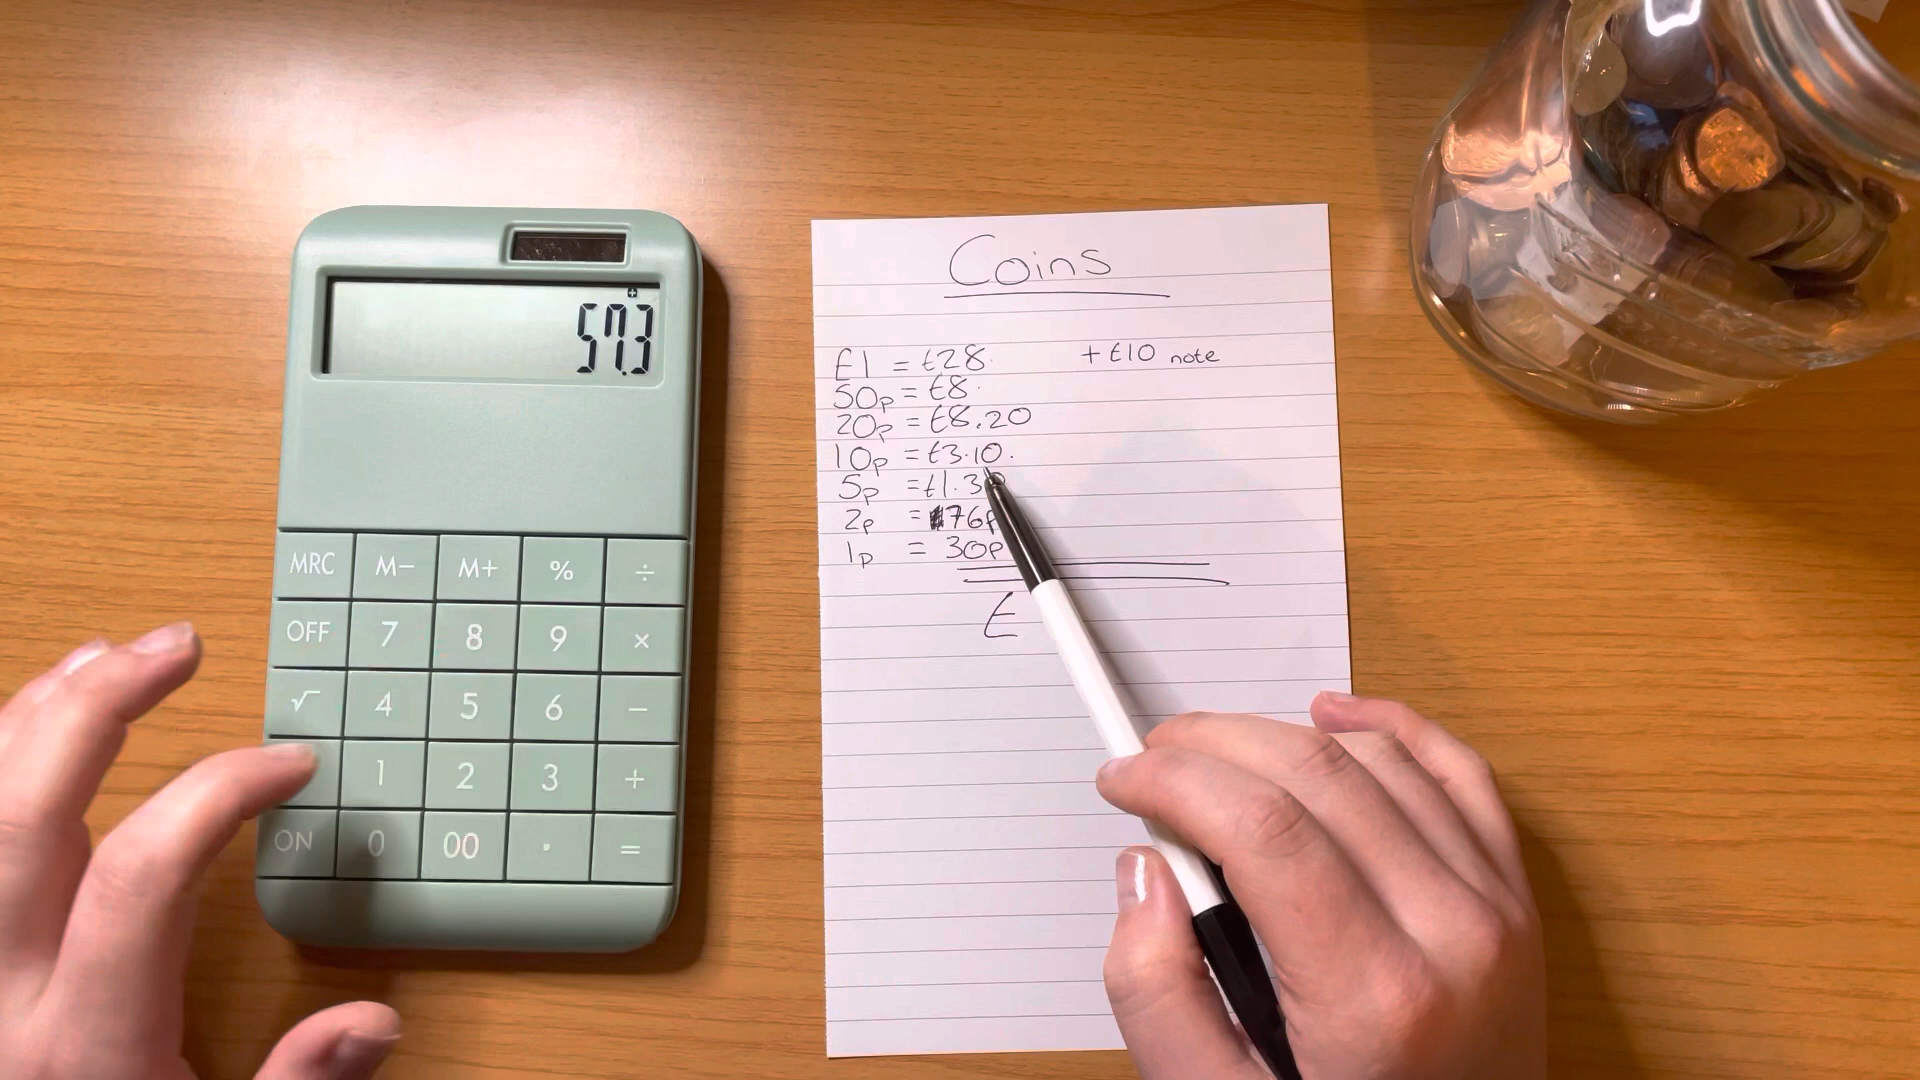 57.3
MRC M− M+ % ÷
OFF 7 8 9 ×
√ 4 5 6 −
1 2 3 +
ON 0 00 . =
Coins
£1 = £28. + £10 note
50p = £8.
20p = £8.20
10p = £3.10.
5p = £1.30
2p = 76p
1p = 30p
£